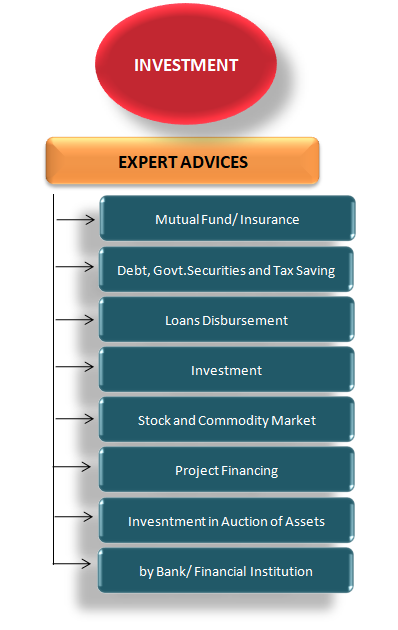 INVESTMENT
EXPERT ADVICES
Mutual Fund/ Insurance
Debt, Govt.Securities and Tax Saving
Loans Disbursement
Investment
Stock and Commodity Market
Project Financing
Invesntment in Auction of Assets
by Bank/ Financial Institution